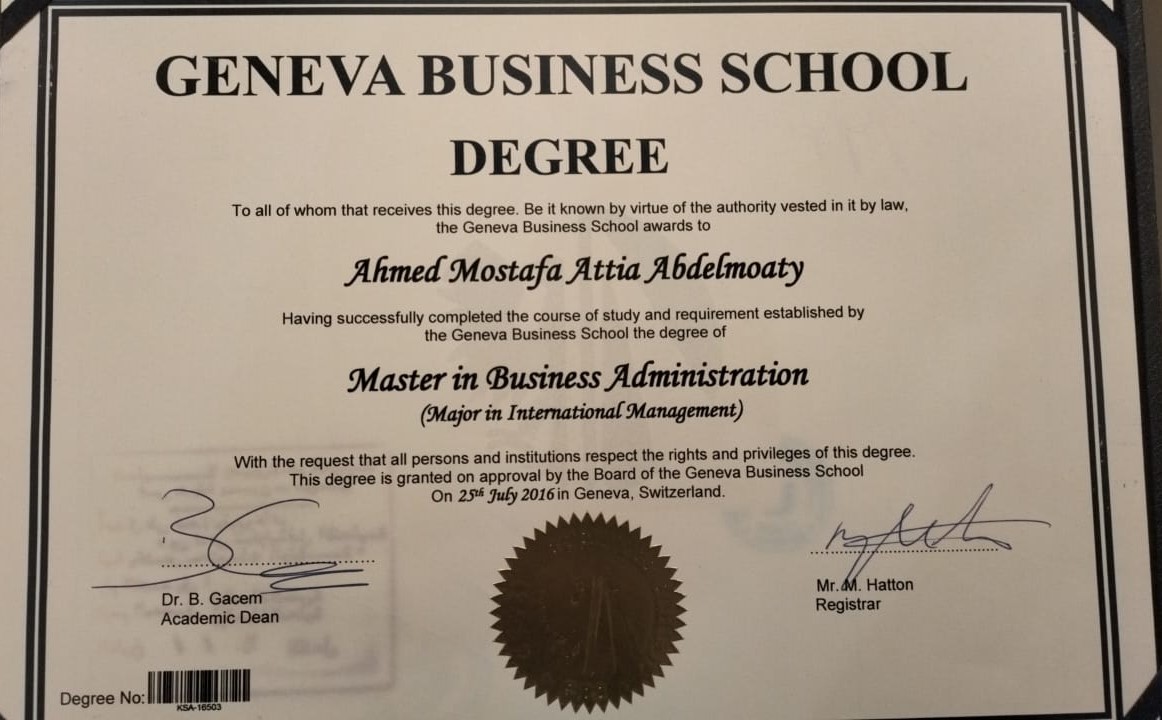 GENEVA BUSINESS SCHOOL
DEGREE
To all of whom that receives this degree. Be it known by virtue of the authority vested in it by law,
the Geneva Business School awards to
Ahmed Mostafa Attia Abdelmoaty
Having successfully completed the course of study and requirement established by
the Geneva Business School the degree of
Master in Business Administration
(Major in International Management)
With the request that all persons and institutions respect the rights and privileges of this degree.
This degree is granted on approval by the Board of the Geneva Business School
On 25th July 2016 in Geneva, Switzerland.
Dr. B. Gacem
Academic Dean
Mr. M. Hatton
Registrar
Degree No:
KSA-16503